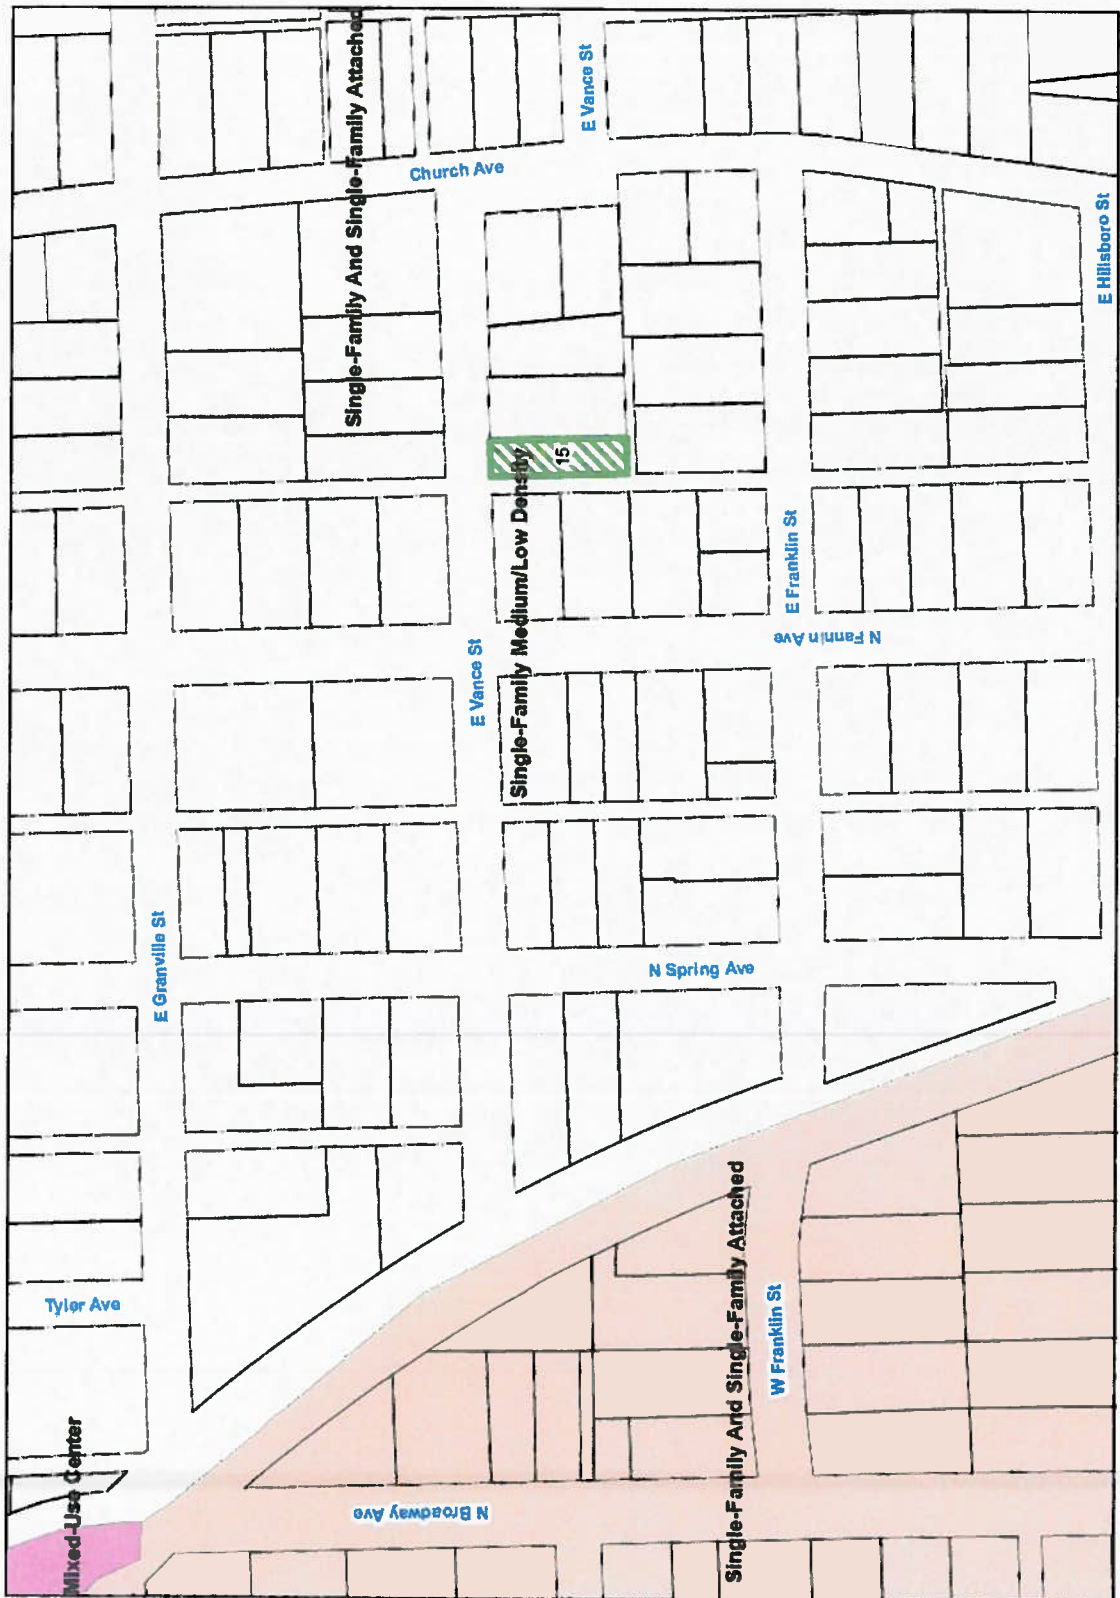 Single-Family And Single-Family Attached
E Vance St
Church Ave
E Hillsboro St
15
Single-Family Medium/Low Density
E Franklin St
N Fannin Ave
E Vance St
E Granville St
N Spring Ave
Single-Family And Single-Family Attached
Tyler Ave
W Franklin St
Mixed-Use Center
N Broadway Ave